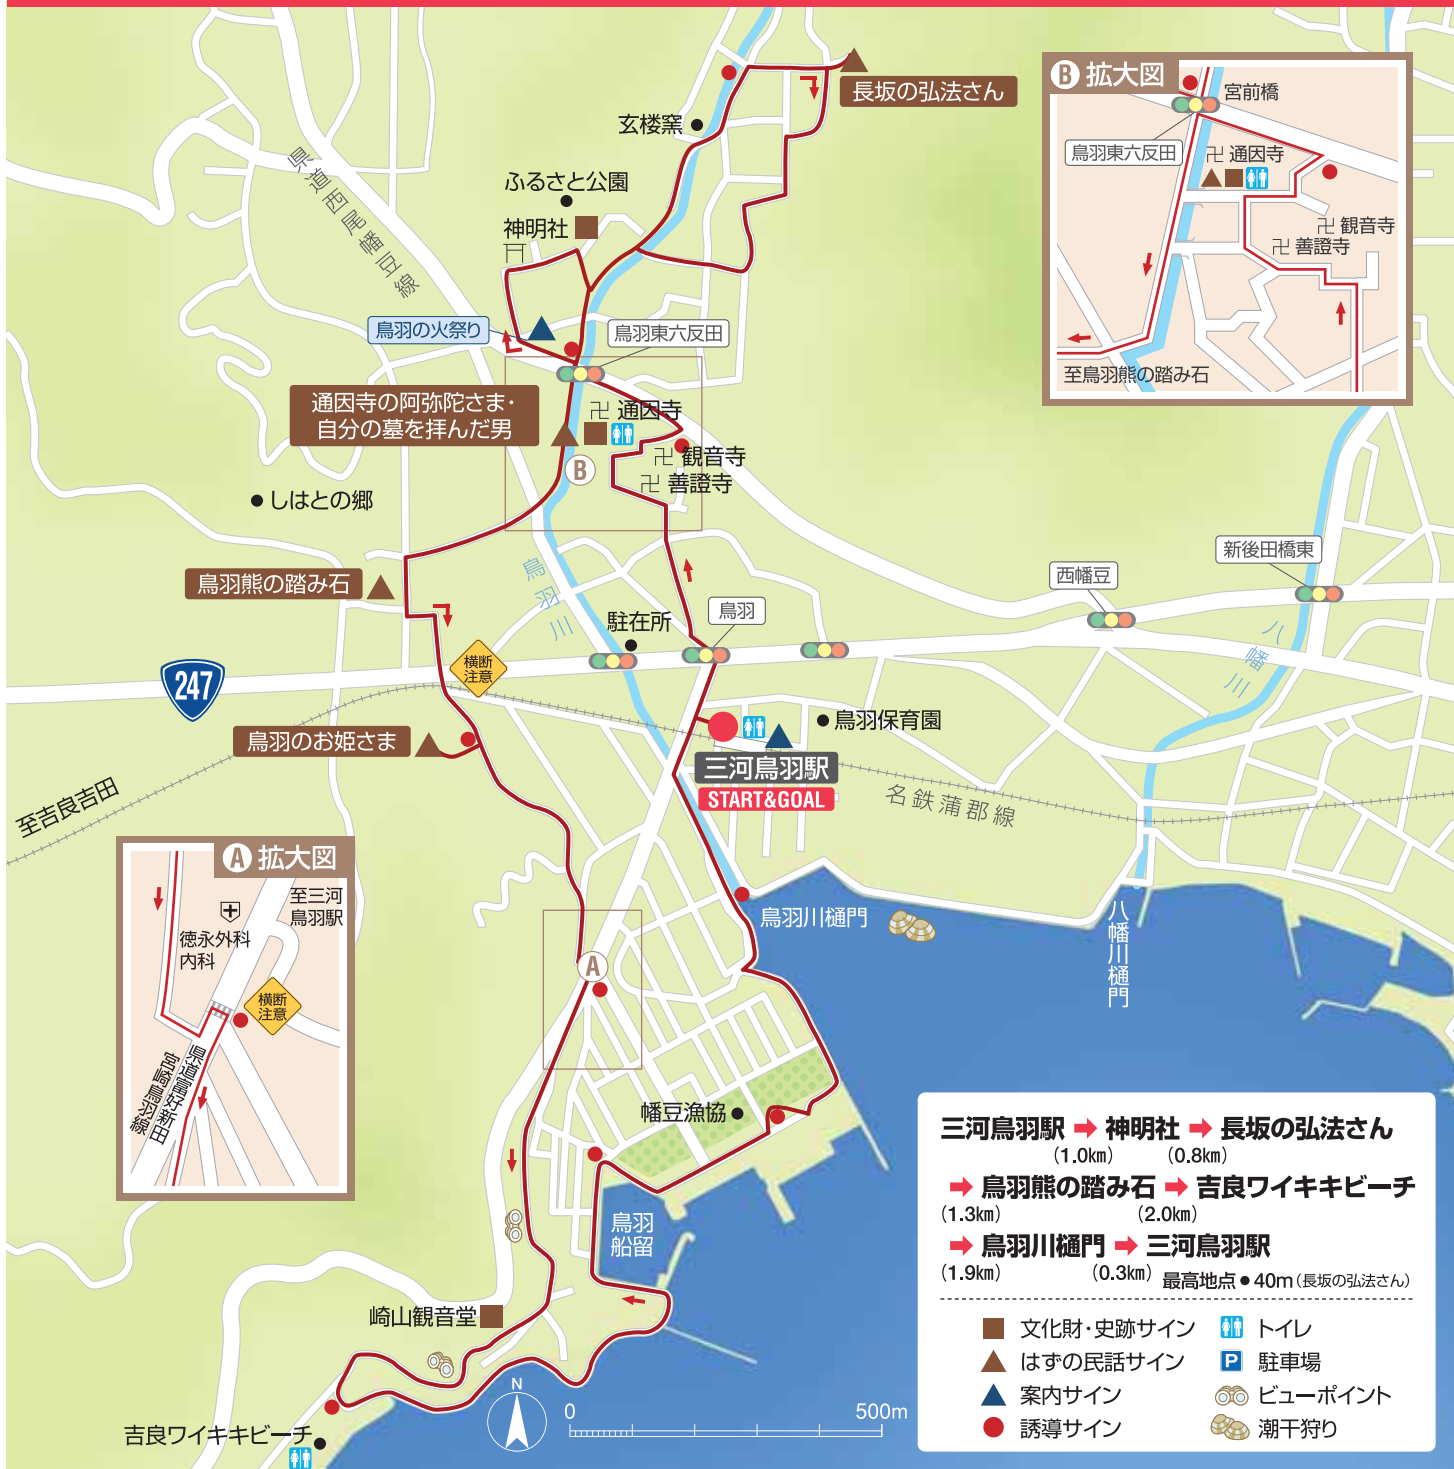 長坂の弘法さん
玄楼窯
ふるさと公園
神明社
県道西尾幡豆線
鳥羽の火祭り
鳥羽東六反田
通因寺の阿弥陀さま・
自分の墓を拝んだ男
卍 通因寺
卍 観音寺
卍 善證寺
B
しはとの郷
鳥羽熊の踏み石
鳥羽川
駐在所
鳥羽
西幡豆
新後田橋東
八幡川
横断
注意
247
鳥羽のお姫さま
鳥羽保育園
三河鳥羽駅
START&GOAL
名鉄蒲郡線
至吉良吉田
鳥羽川樋門
八幡川樋門
A
幡豆漁協
鳥羽
船留
崎山観音堂
吉良ワイキキビーチ
N
0
500m
B 拡大図
宮前橋
鳥羽東六反田
卍 通因寺
卍 観音寺
卍 善證寺
至鳥羽熊の踏み石
A 拡大図
至三河
鳥羽駅
徳永外科
内科
横断
注意
県道富好新田
宮崎鳥羽線
三河鳥羽駅 ➡ 神明社 ➡ 長坂の弘法さん
(1.0km) (0.8km)
➡ 鳥羽熊の踏み石 ➡ 吉良ワイキキビーチ
(1.3km) (2.0km)
➡ 鳥羽川樋門 ➡ 三河鳥羽駅
(1.9km) (0.3km) 最高地点●40m(長坂の弘法さん)
文化財・史跡サイン
トイレ
はずの民話サイン
P 駐車場
案内サイン
ビューポイント
誘導サイン
潮干狩り